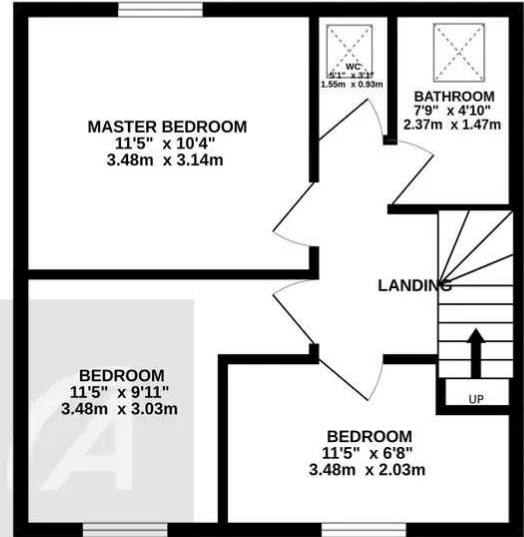 WC
5'1" x 3'1"
1.55m x 0.93m
BATHROOM
7'9" x 4'10"
2.37m x 1.47m
MASTER BEDROOM
11'5" x 10'4"
3.48m x 3.14m
LANDING
BEDROOM
11'5" x 9'11"
3.48m x 3.03m
UP
BEDROOM
11'5" x 6'8"
3.48m x 2.03m